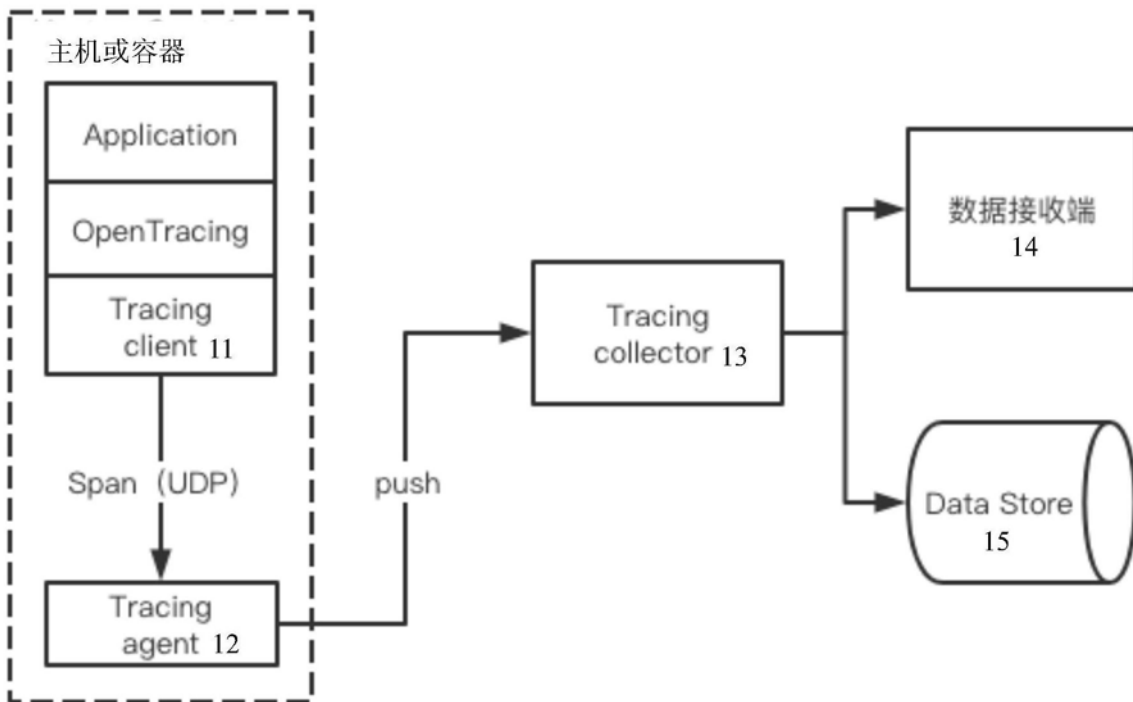 主机或容器
Application
OpenTracing
Tracing
client 11
Span (UDP)
Tracing
agent 12
push
Tracing
collector 13
数据接收端
14
Data Store
15